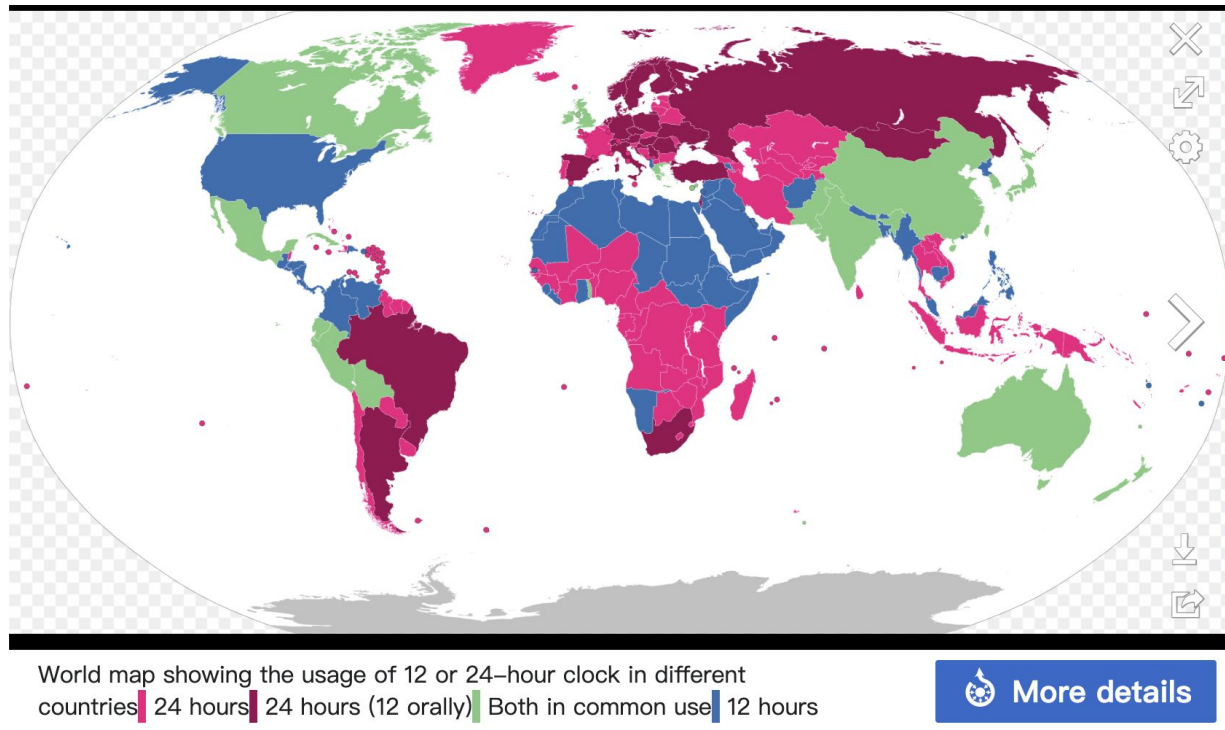 World map showing the usage of 12 or 24–hour clock in different
countries 24 hours 24 hours (12 orally) Both in common use 12 hours
More details